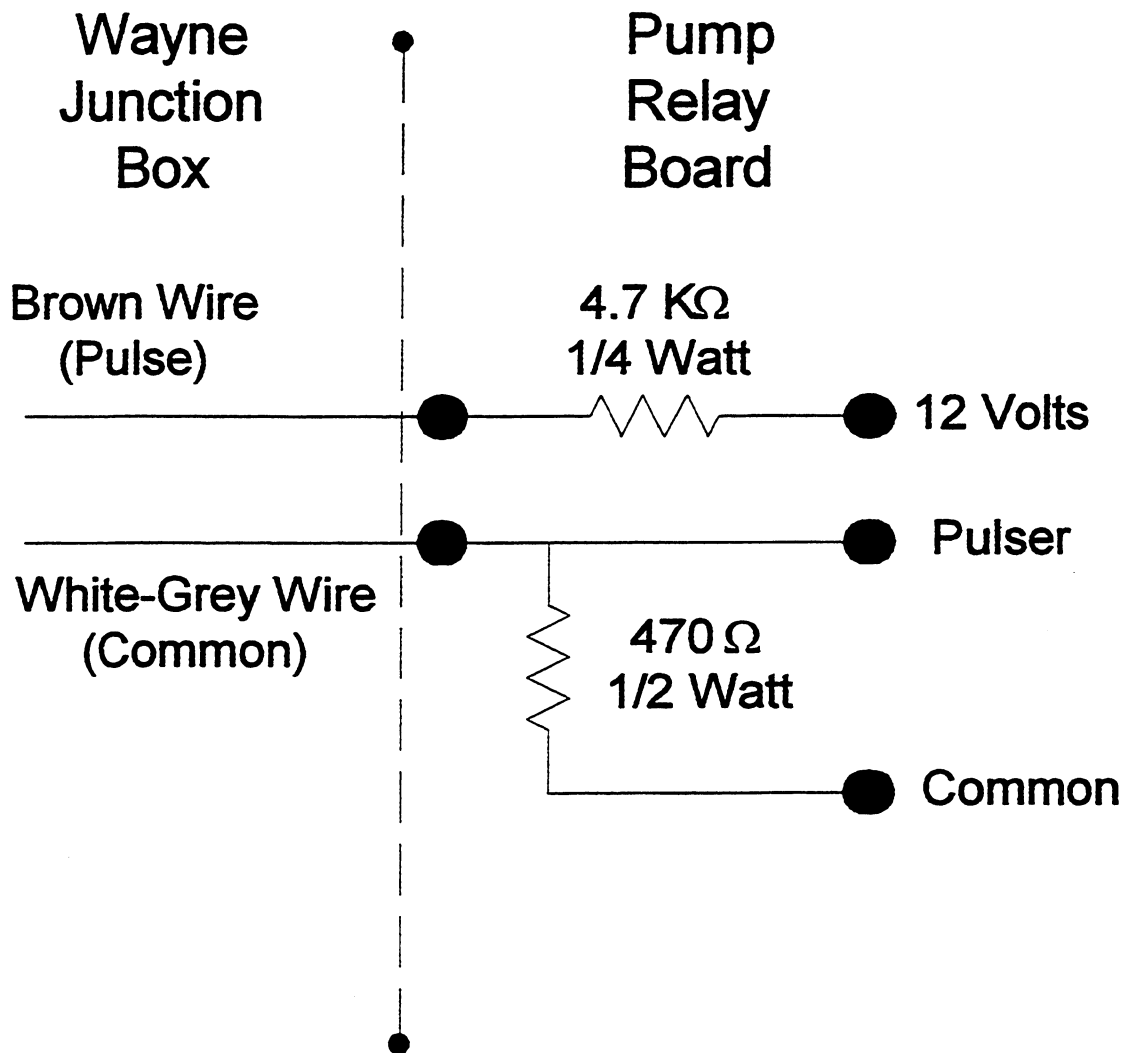 Wayne
Junction
Box
Pump
Relay
Board
Brown Wire
(Pulse)
4.7 KΩ
1/4 Watt
12 Volts
Pulser
White-Grey Wire
(Common)
470 Ω
1/2 Watt
Common